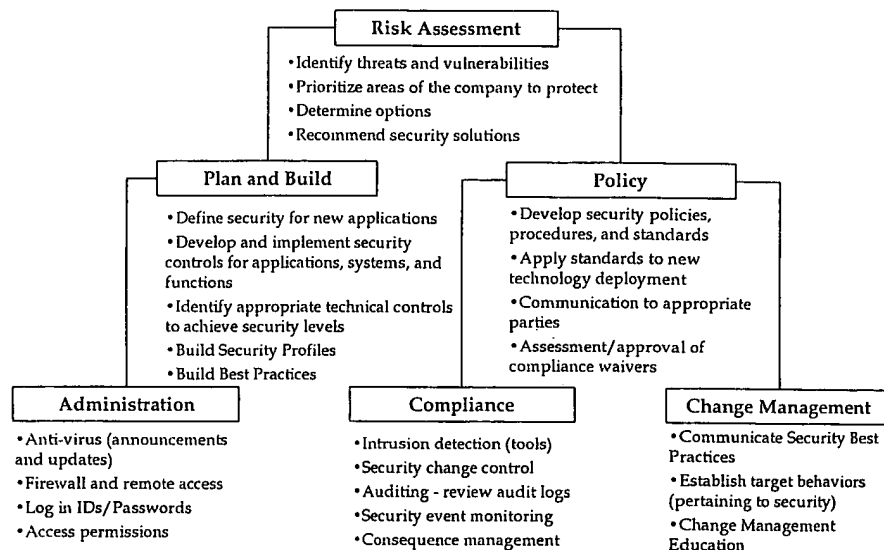 Risk Assessment
•Identify threats and vulnerabilities
•Prioritize areas of the company to protect
•Determine options
•Recommend security solutions
Plan and Build
•Define security for new applications
•Develop and implement security
controls for applications, systems, and
functions
•Identify appropriate technical controls
to achieve security levels
•Build Security Profiles
•Build Best Practices
Policy
•Develop security policies,
procedures, and standards
•Apply standards to new
technology deployment
•Communication to appropriate
parties
•Assessment/approval of
compliance waivers
Administration
•Anti-virus (announcements
and updates)
•Firewall and remote access
•Log in IDs/Passwords
•Access permissions
Compliance
•Intrusion detection (tools)
•Security change control
•Auditing - review audit logs
•Security event monitoring
•Consequence management
Change Management
•Communicate Security Best
Practices
•Establish target behaviors
(pertaining to security)
•Change Management
Education